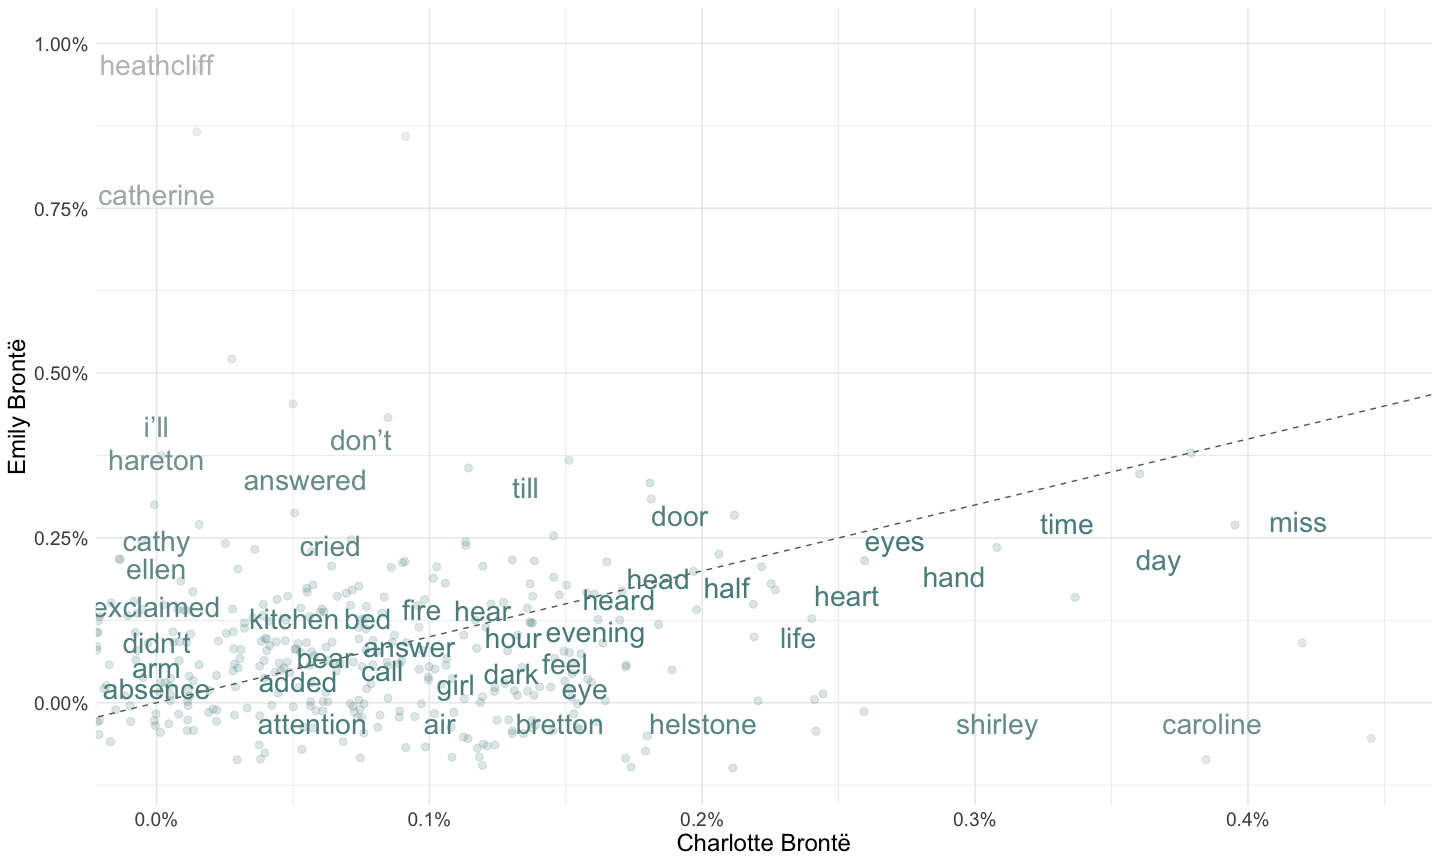 1.00%
heathcliff
catherine
0.75%
Emily Brontë
0.50%
i’ll
don’t
hareton
answered
till
door
time
miss
0.25%
cathy
cried
eyes
ellen
head
half
hand
day
exclaimed
kitchen bed
fire
hear
heard
heart
didn’t
answer
hour
evening
life
arm
bear
call
dark
feel
absence
added
girl
eye
0.00%
attention
air
bretton
helstone
shirley
caroline
0.0%
0.1%
0.2%
0.3%
0.4%
Charlotte Brontë